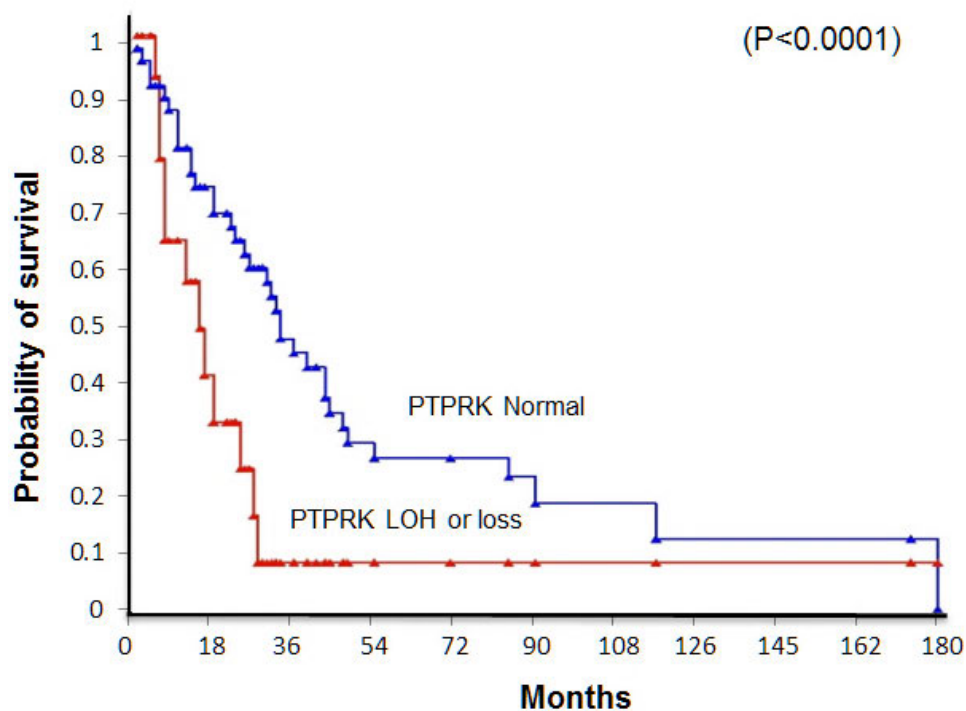 (P<0.0001)
Probability of survival
1
0.9
0.8
0.7
0.6
0.5
0.4
0.3
0.2
0.1
0
PTPRK Normal
PTPRK LOH or loss
0 18 36 54 72 90 108 126 145 162 180
Months